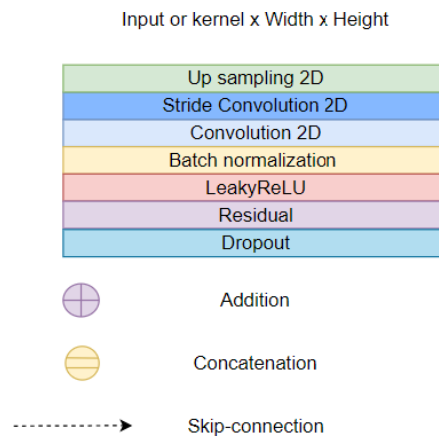 Input or kernel x Width x Height
Up sampling 2D
Stride Convolution 2D
Convolution 2D
Batch normalization
LeakyReLU
Residual
Dropout
Addition
Concatenation
Skip-connection